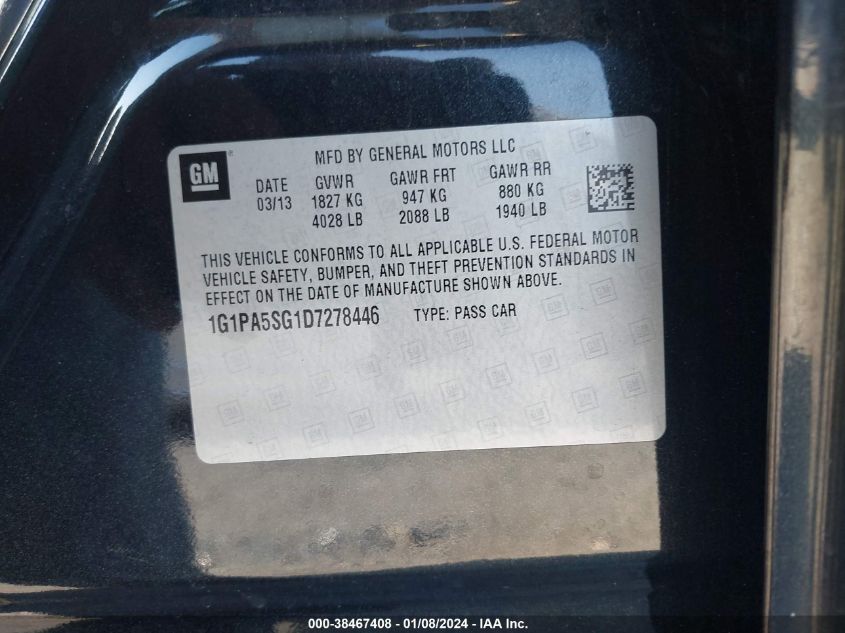 MFD BY GENERAL MOTORS LLC
GM®
DATE GVWR GAWR FRT GAWR RR
03/13 1827 KG 947 KG 880 KG
4028 LB 2088 LB 1940 LB
THIS VEHICLE CONFORMS TO ALL APPLICABLE U.S. FEDERAL MOTOR
VEHICLE SAFETY, BUMPER, AND THEFT PREVENTION STANDARDS IN
EFFECT ON THE DATE OF MANUFACTURE SHOWN ABOVE.
1G1PA5SG1D7278446 TYPE: PASS CAR
000-38467408 - 01/08/2024 - IAA Inc.